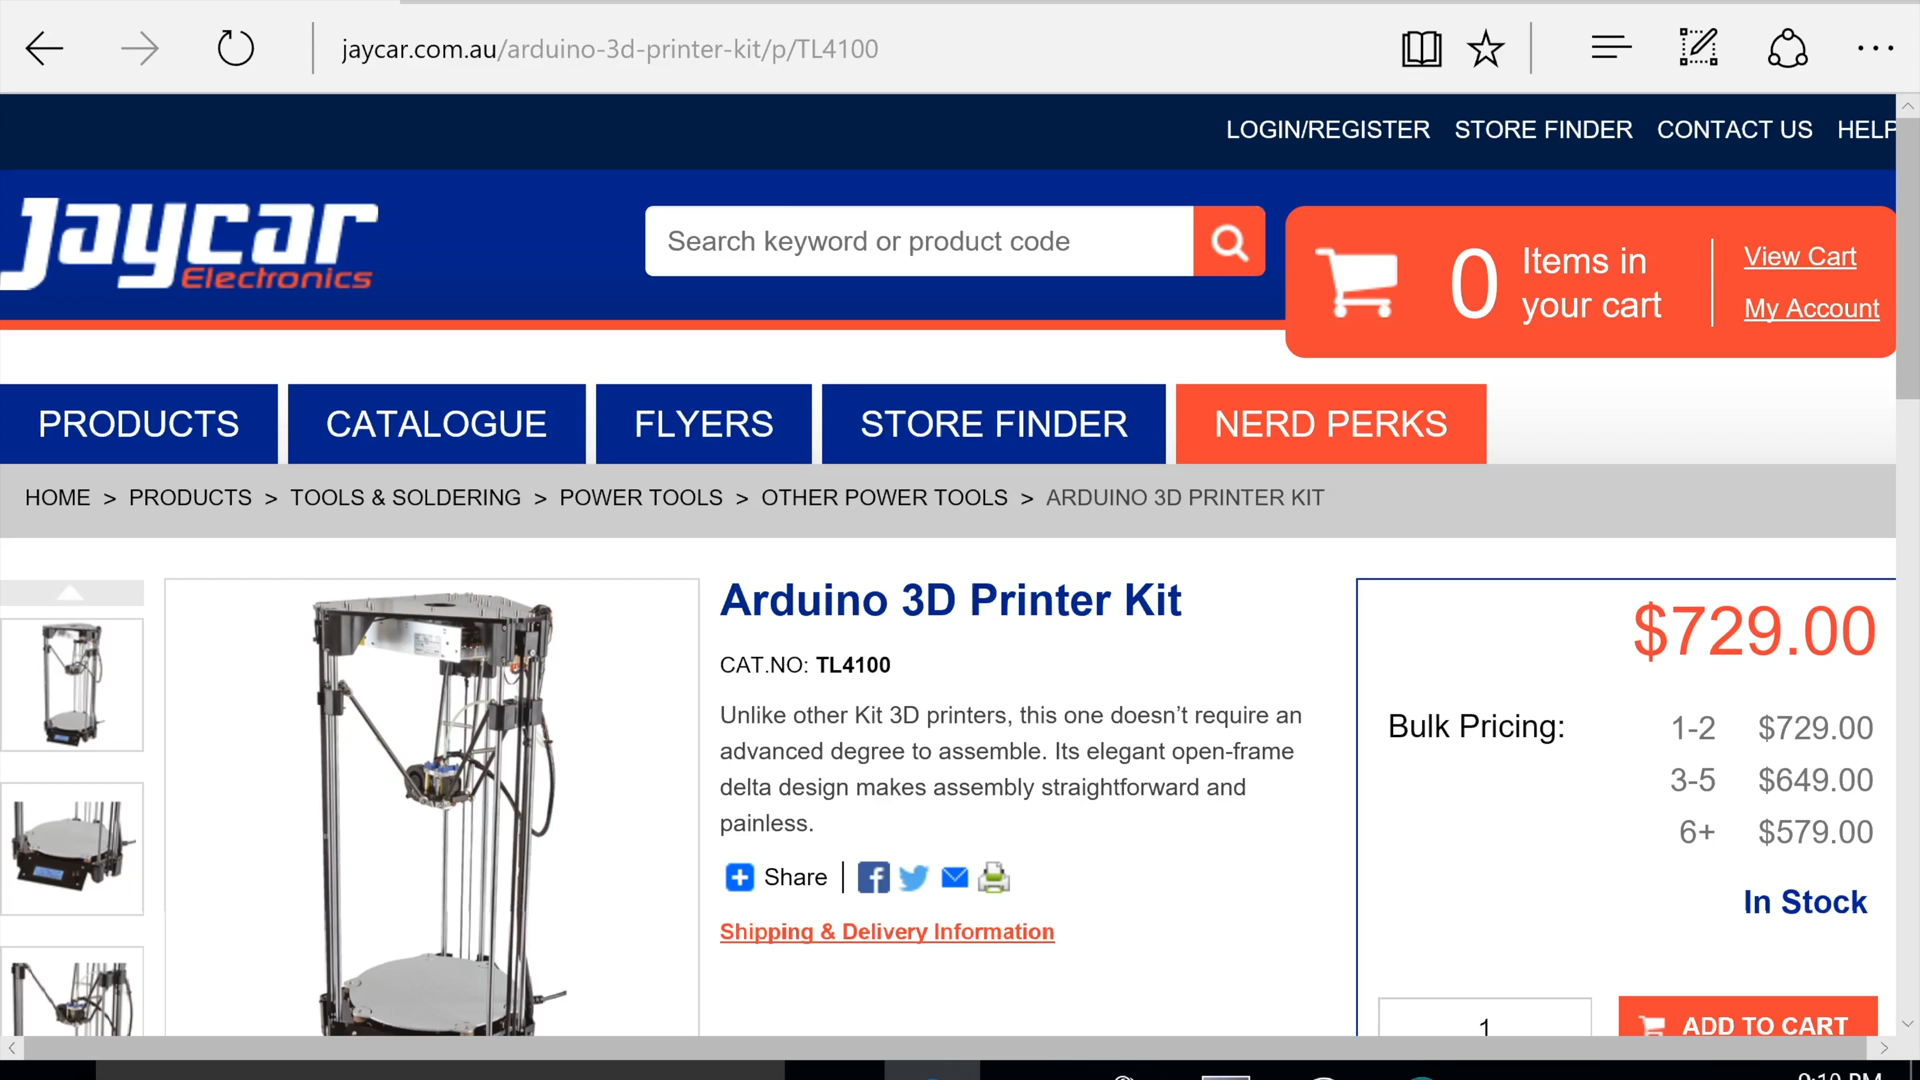 jaycar.com.au/arduino-3d-printer-kit/p/TL4100
LOGIN/REGISTER STORE FINDER CONTACT US HELP
Jaycar
Electronics
Search keyword or product code
0 Items in
your cart
View Cart
My Account
PRODUCTS CATALOGUE FLYERS STORE FINDER NERD PERKS
HOME > PRODUCTS > TOOLS & SOLDERING > POWER TOOLS > OTHER POWER TOOLS > ARDUINO 3D PRINTER KIT
Arduino 3D Printer Kit
CAT.NO: TL4100
Unlike other Kit 3D printers, this one doesn’t require an
advanced degree to assemble. Its elegant open-frame
delta design makes assembly straightforward and
painless.
Share
Shipping & Delivery Information
$729.00
Bulk Pricing: 1-2 $729.00
3-5 $649.00
6+ $579.00
In Stock
1
ADD TO CART